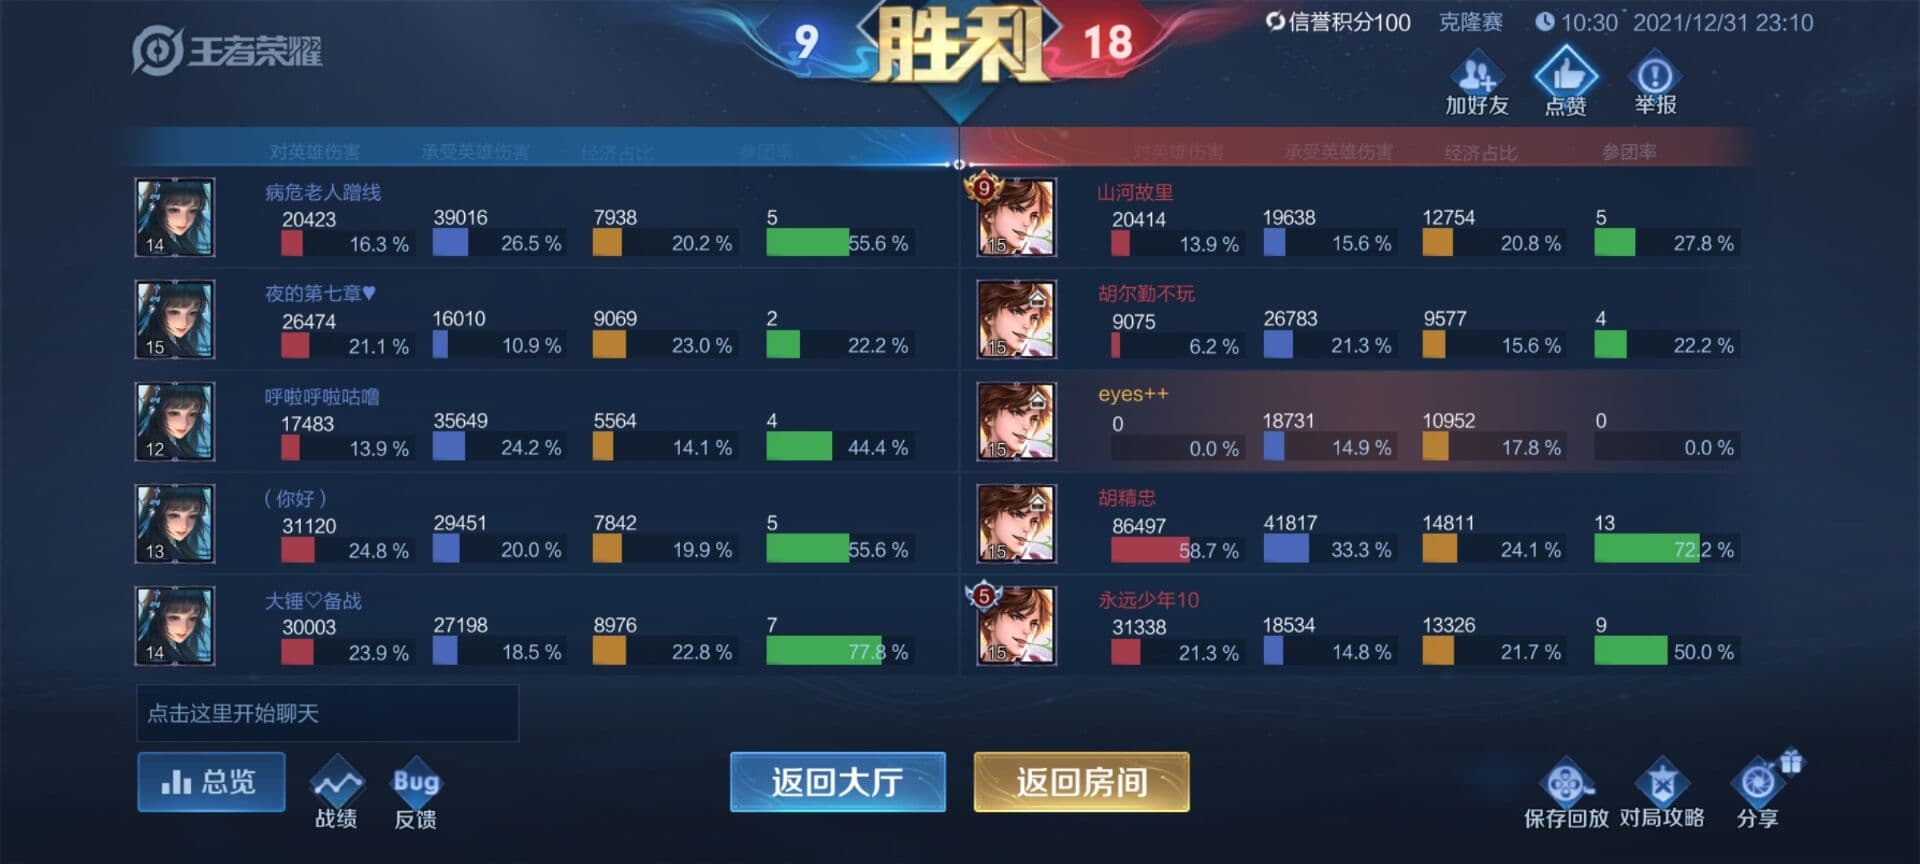 王者荣耀
9 胜利 18
信誉积分100 克隆赛 10:30 2021/12/31 23:10
加好友 点赞 举报
对英雄伤害 承受英雄伤害 经济占比 参团率 对英雄伤害 承受英雄伤害 经济占比 参团率
病危老人蹭线
14 20423 16.3 % 39016 26.5 % 7938 20.2 % 5 55.6 %
9 山河故里
15 20414 13.9 % 19638 15.6 % 12754 20.8 % 5 27.8 %
夜的第七章♥
15 26474 21.1 % 16010 10.9 % 9069 23.0 % 2 22.2 %
胡尔勤不玩
15 9075 6.2 % 26783 21.3 % 9577 15.6 % 4 22.2 %
呼啦呼啦咕噜
12 17483 13.9 % 35649 24.2 % 5564 14.1 % 4 44.4 %
eyes++
15 0 0.0 % 18731 14.9 % 10952 17.8 % 0 0.0 %
（你好）
13 31120 24.8 % 29451 20.0 % 7842 19.9 % 5 55.6 %
胡精忠
15 86497 58.7 % 41817 33.3 % 14811 24.1 % 13 72.2 %
大锤♡备战
14 30003 23.9 % 27198 18.5 % 8976 22.8 % 7 77.8 %
5 永远少年10
15 31338 21.3 % 18534 14.8 % 13326 21.7 % 9 50.0 %
点击这里开始聊天
总览 战绩 Bug 反馈 返回大厅 返回房间 保存回放 对局攻略 分享